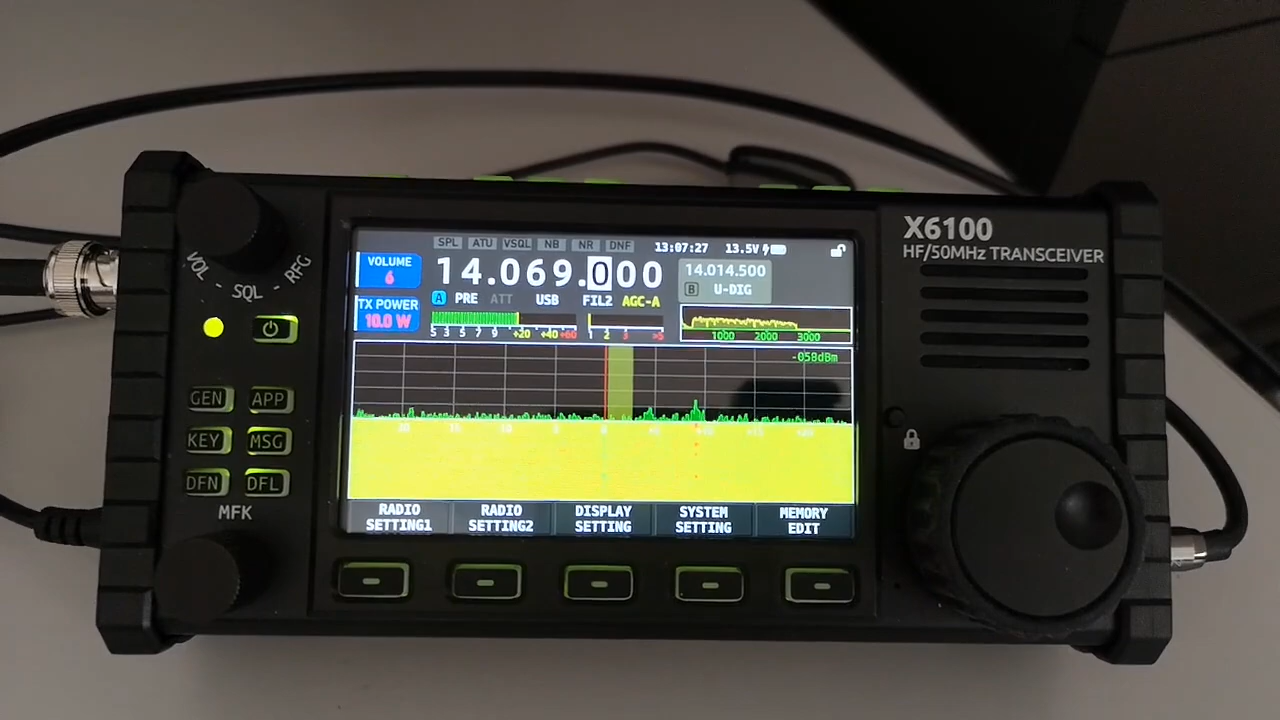 X6100
HF/50MHz TRANSCEIVER
SPL ATU VSQL NB NR DNF 13:07:27 13.5V
VOLUME
6
14.069.000
14.014.500
B U-DIG
A PRE ATT USB FIL2 AGC-A
TX POWER
10.0 W
S 3 5 7 9 +20 +40 +60 1 2 3 >5
1000 2000 3000
-058dBm
VOL - SQL - RFG
GEN APP
KEY MSG
DFN DFL
MFK
RADIO SETTING1
RADIO SETTING2
DISPLAY SETTING
SYSTEM SETTING
MEMORY EDIT